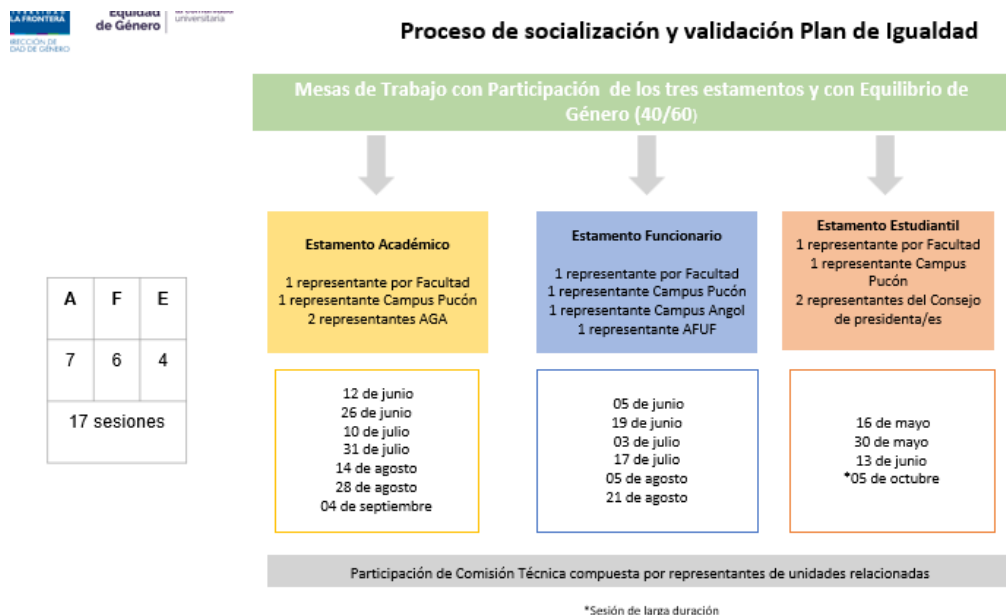 LA FRONTERA
DIRECCIÓN DE
Equidad
de Género
la comunidad
universitaria
Proceso de socialización y validación Plan de Igualdad
Mesas de Trabajo con Participación de los tres estamentos y con Equilibrio de
Género (40/60)
Estamento Académico
1 representante por Facultad
1 representante Campus Pucón
2 representantes AGA
Estamento Funcionario
1 representante por Facultad
1 representante Campus Pucón
1 representante Campus Angol
1 representante AFUF
Estamento Estudiantil
1 representante por Facultad
1 representante Campus
Pucón
2 representantes del Consejo
de presidenta/es
A F E
7 6 4
17 sesiones
12 de junio
26 de junio
10 de julio
31 de julio
14 de agosto
28 de agosto
04 de septiembre
05 de junio
19 de junio
03 de julio
17 de julio
05 de agosto
21 de agosto
16 de mayo
30 de mayo
13 de junio
*05 de octubre
Participación de Comisión Técnica compuesta por representantes de unidades relacionadas
*Sesión de larga duración